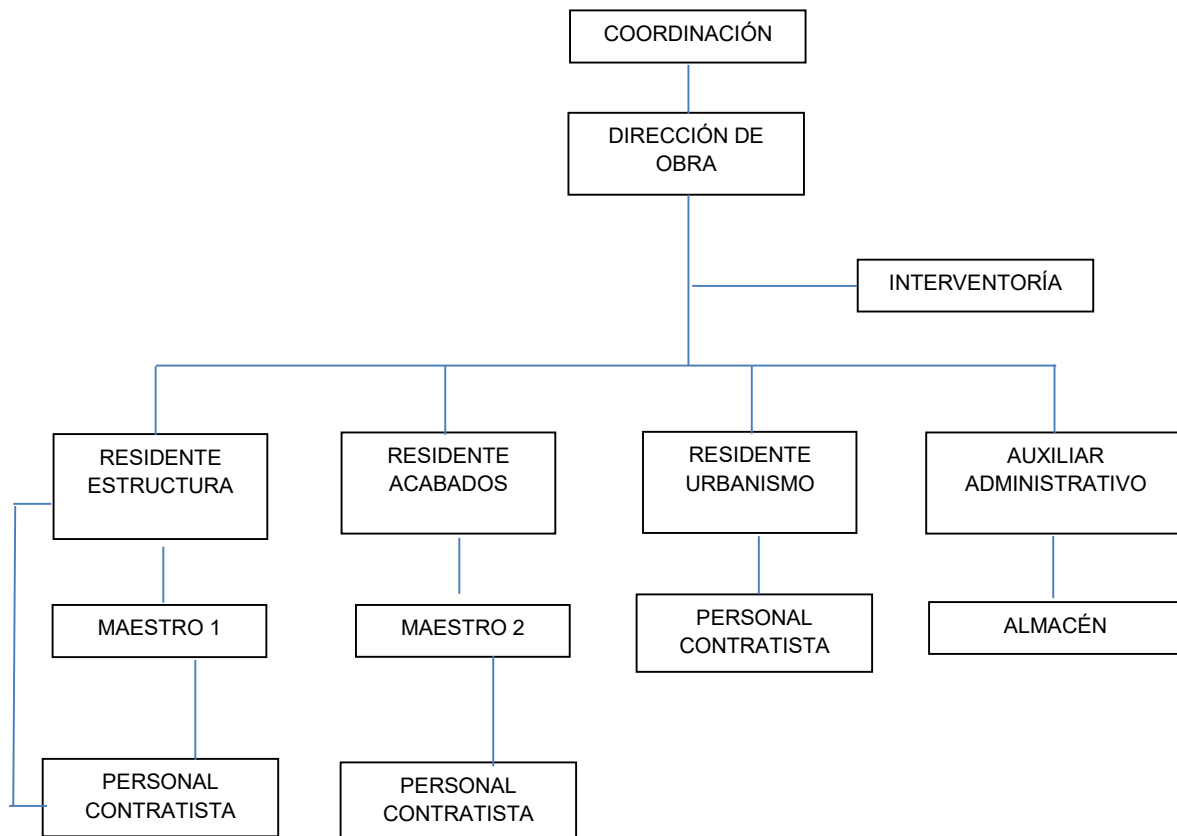 COORDINACIÓN
DIRECCIÓN DE
OBRA
INTERVENTORÍA
RESIDENTE
ESTRUCTURA
RESIDENTE
ACABADOS
RESIDENTE
URBANISMO
AUXILIAR
ADMINISTRATIVO
MAESTRO 1
MAESTRO 2
PERSONAL
CONTRATISTA
ALMACÉN
PERSONAL
CONTRATISTA
PERSONAL
CONTRATISTA